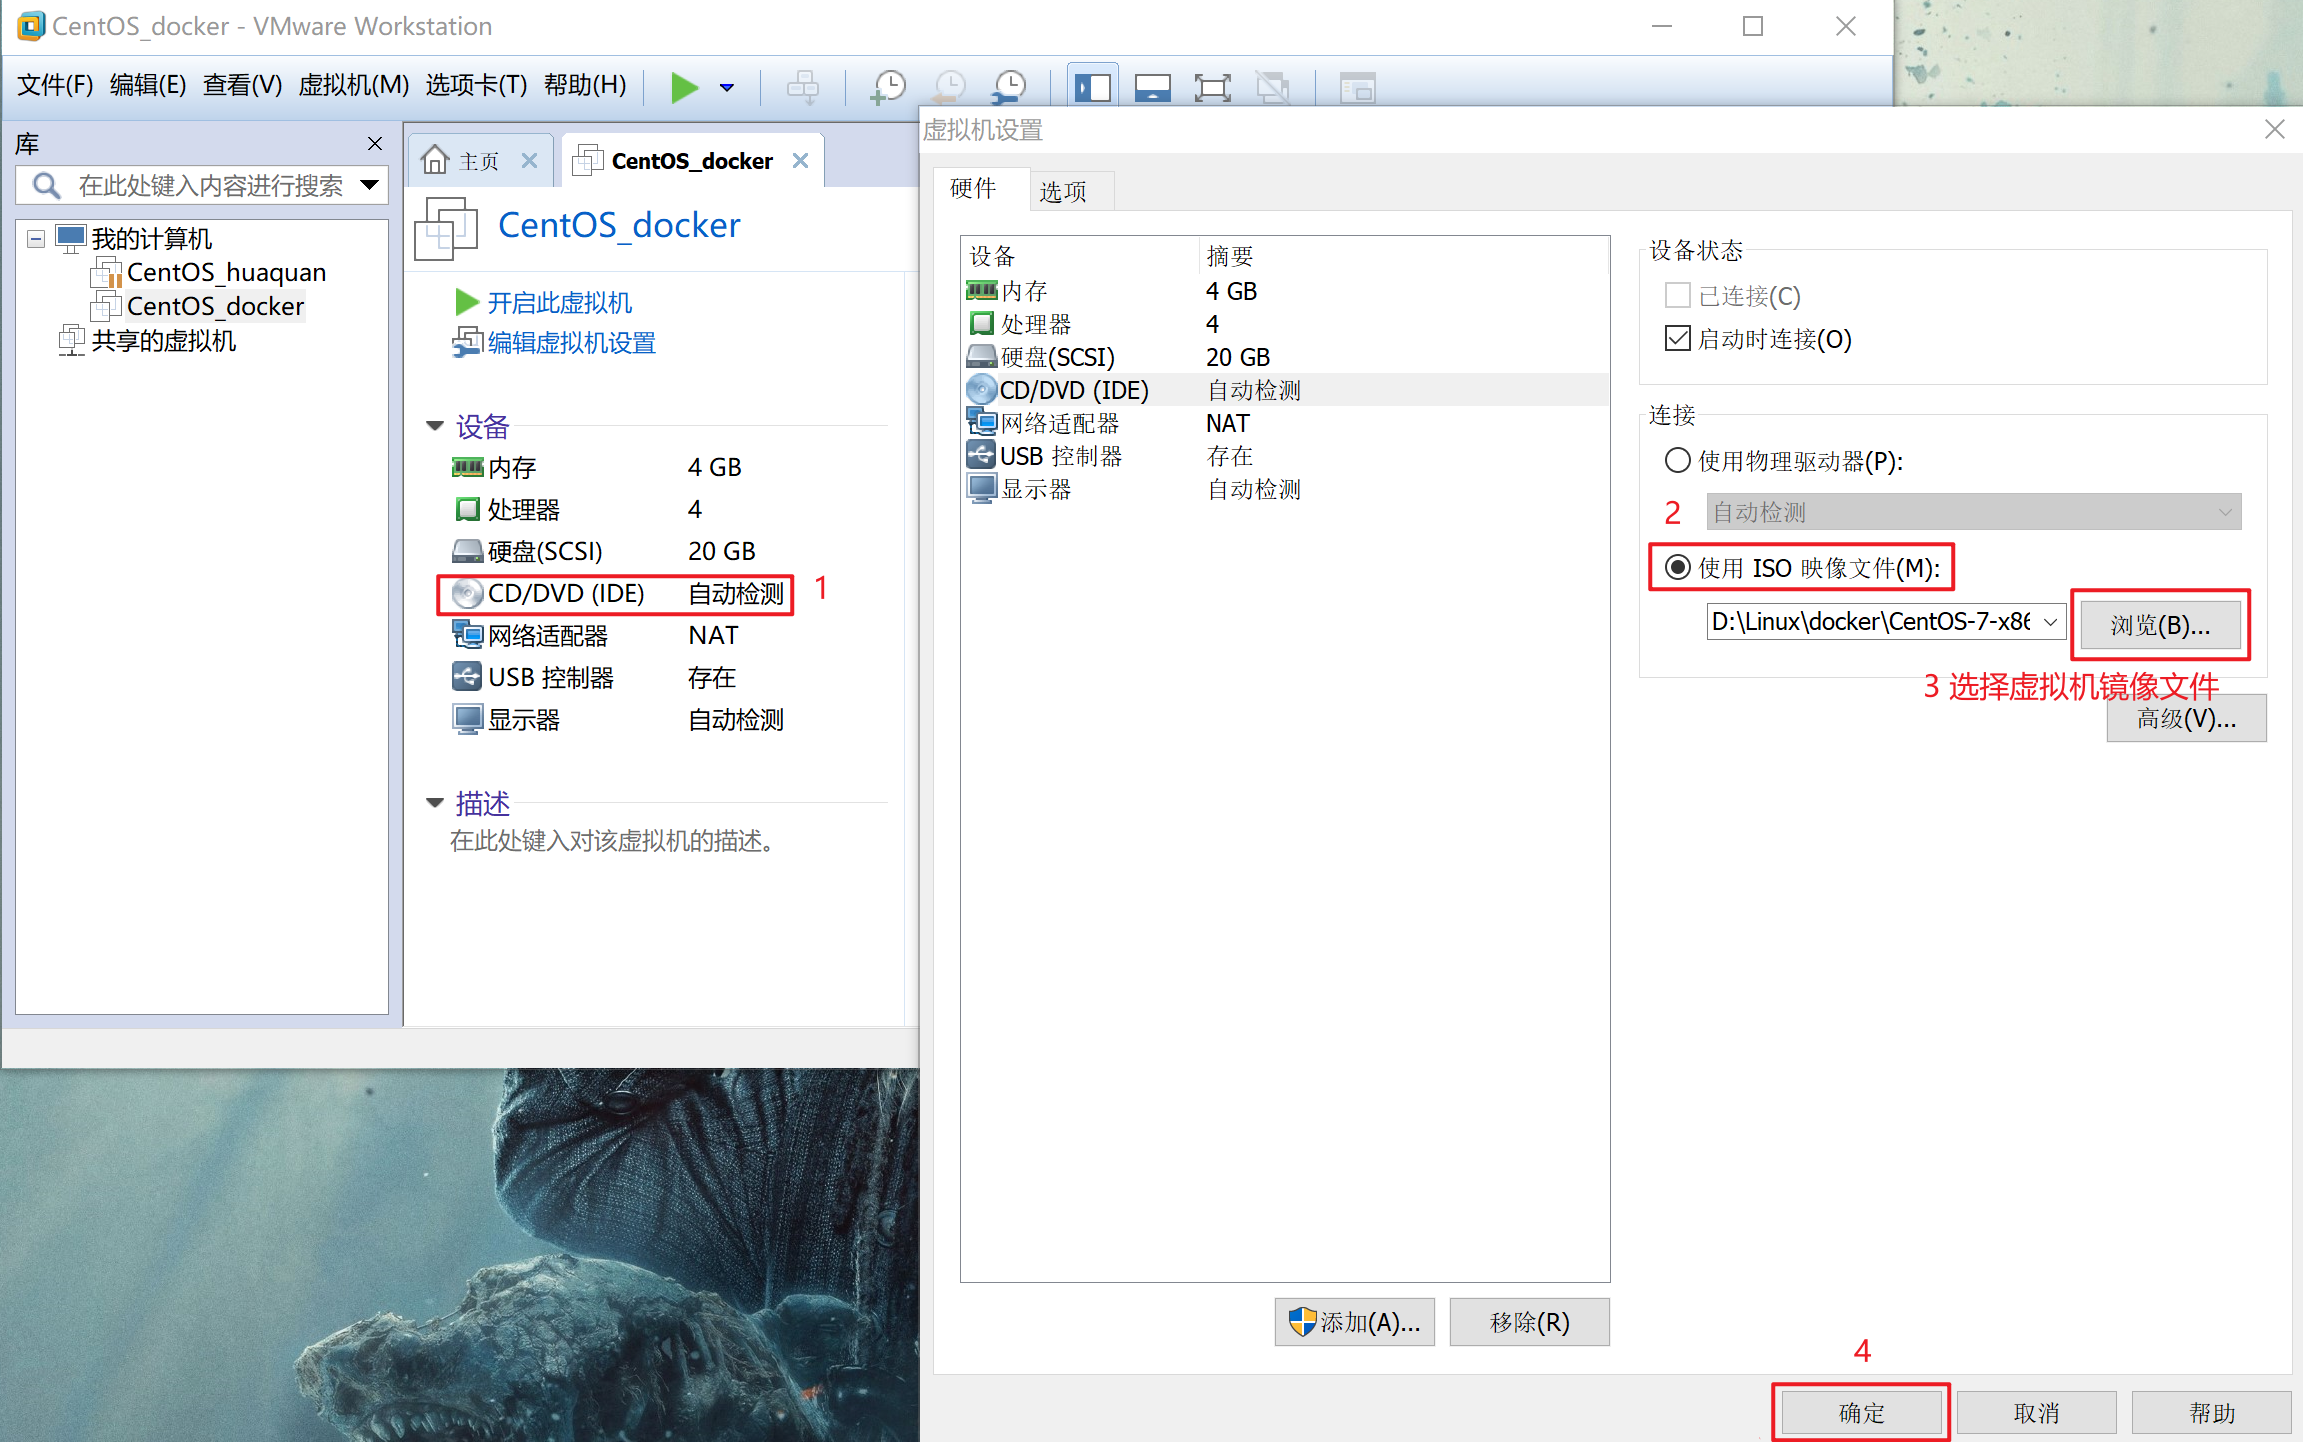 CentOS_docker - VMware Workstation
文件(F) 编辑(E) 查看(V) 虚拟机(M) 选项卡(T) 帮助(H)
库
在此处键入内容进行搜索
我的计算机
CentOS_huaquan
CentOS_docker
共享的虚拟机
主页
CentOS_docker
CentOS_docker
开启此虚拟机
编辑虚拟机设置
设备
内存 4 GB
处理器 4
硬盘(SCSI) 20 GB
CD/DVD (IDE) 自动检测 1
网络适配器 NAT
USB 控制器 存在
显示器 自动检测
描述
在此处键入对该虚拟机的描述。
虚拟机设置
硬件 选项
设备 摘要
内存 4 GB
处理器 4
硬盘(SCSI) 20 GB
CD/DVD (IDE) 自动检测
网络适配器 NAT
USB 控制器 存在
显示器 自动检测
添加(A)... 移除(R)
设备状态
已连接(C)
启动时连接(O)
连接
使用物理驱动器(P):
2 自动检测
使用 ISO 映像文件(M):
D:\Linux\docker\CentOS-7-x86 浏览(B)...
3 选择虚拟机镜像文件
高级(V)...
4
确定 取消 帮助